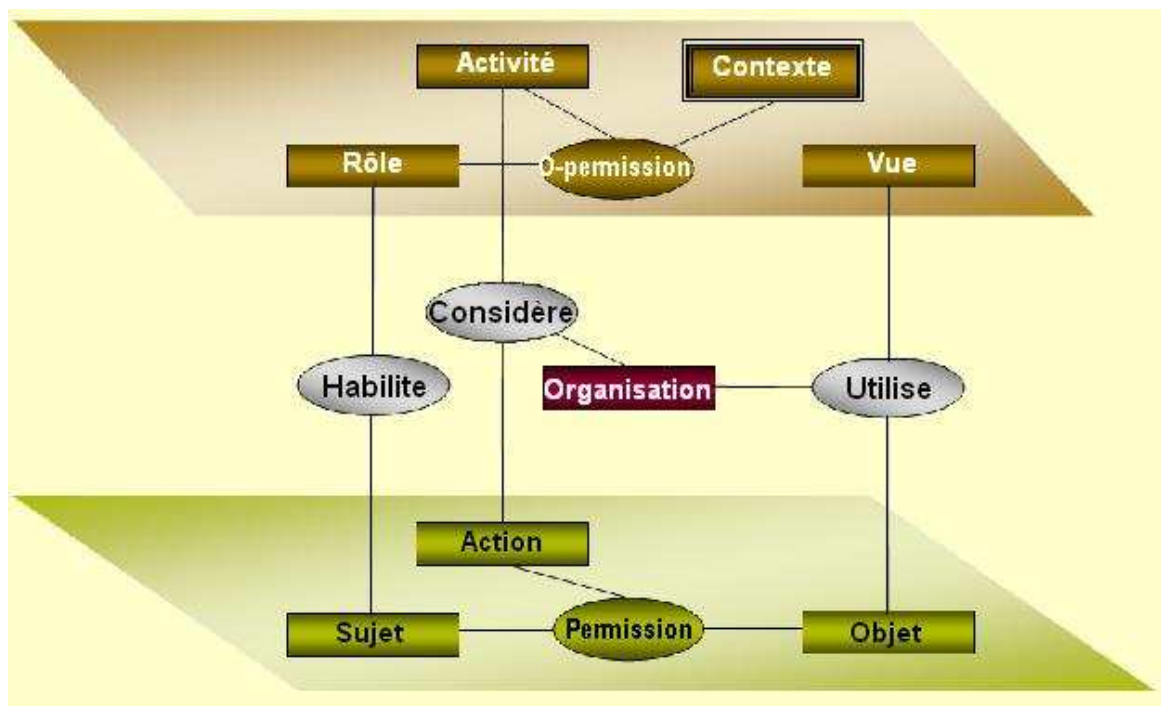 Activité
Contexte
Rôle
O-permission
Vue
Considère
Habilite
Organisation
Utilise
Action
Sujet
Permission
Objet